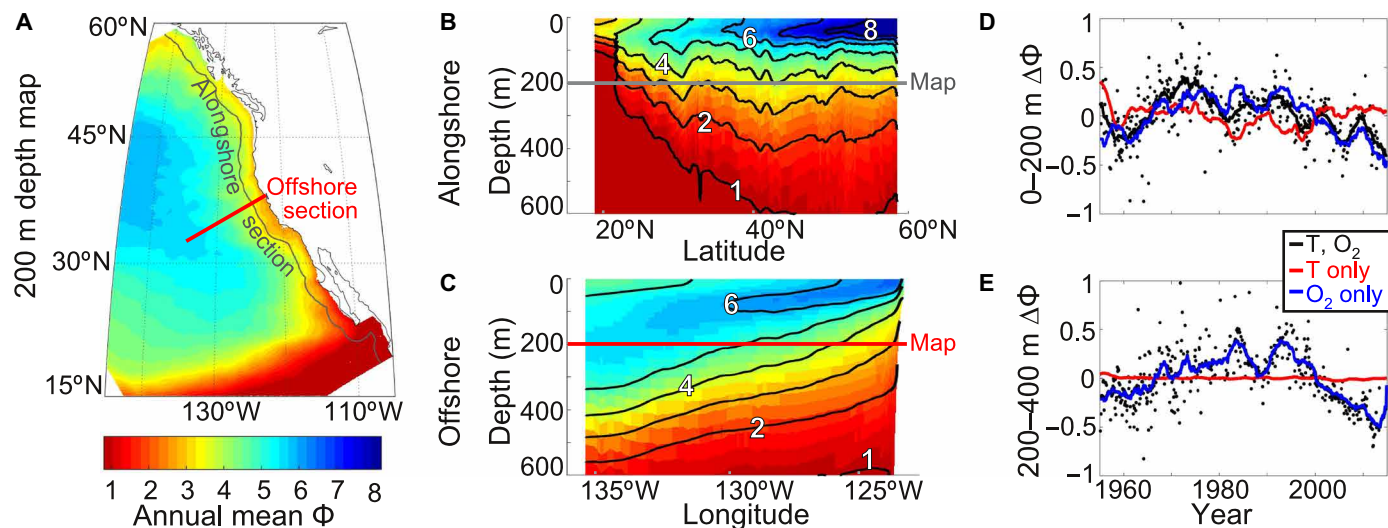 A
200 m depth map
60ºN
45ºN
30ºN
15ºN
130ºW
110ºW
Alongshore
section
Offshore
section
1 2 3 4 5 6 7 8
Annual mean Φ
B
Alongshore
Depth (m)
0
200
400
600
6
8
4
2
1
Map
20ºN
40ºN
60ºN
Latitude
C
Offshore
Depth (m)
0
200
400
600
6
4
2
1
Map
135ºW
130ºW
125ºW
Longitude
D
0–200 m ΔΦ
1
0.5
0
−0.5
−1
T, O₂
T only
O₂ only
E
200–400 m ΔΦ
1
0.5
0
−0.5
−1
1960
1980
2000
Year